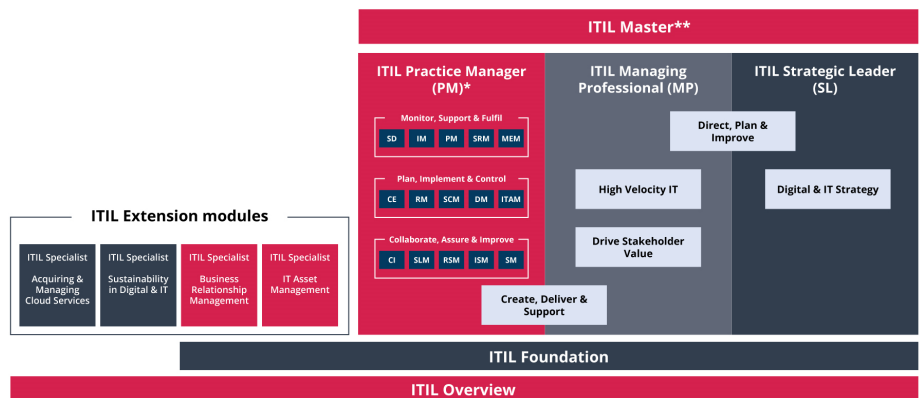 ITIL Master**
ITIL Practice Manager
(PM)*
Monitor, Support & Fulfil
SD IM PM SRM MEM
Plan, Implement & Control
CE RM SCM DM ITAM
Collaborate, Assure & Improve
CI SLM RSM ISM SM
ITIL Managing
Professional (MP)
ITIL Strategic Leader
(SL)
Direct, Plan &
Improve
High Velocity IT
Digital & IT Strategy
Drive Stakeholder
Value
Create, Deliver &
Support
ITIL Extension modules
ITIL Specialist
Acquiring &
Managing
Cloud Services
ITIL Specialist
Sustainability
in Digital & IT
ITIL Specialist
Business
Relationship
Management
ITIL Specialist
IT Asset
Management
ITIL Foundation
ITIL Overview